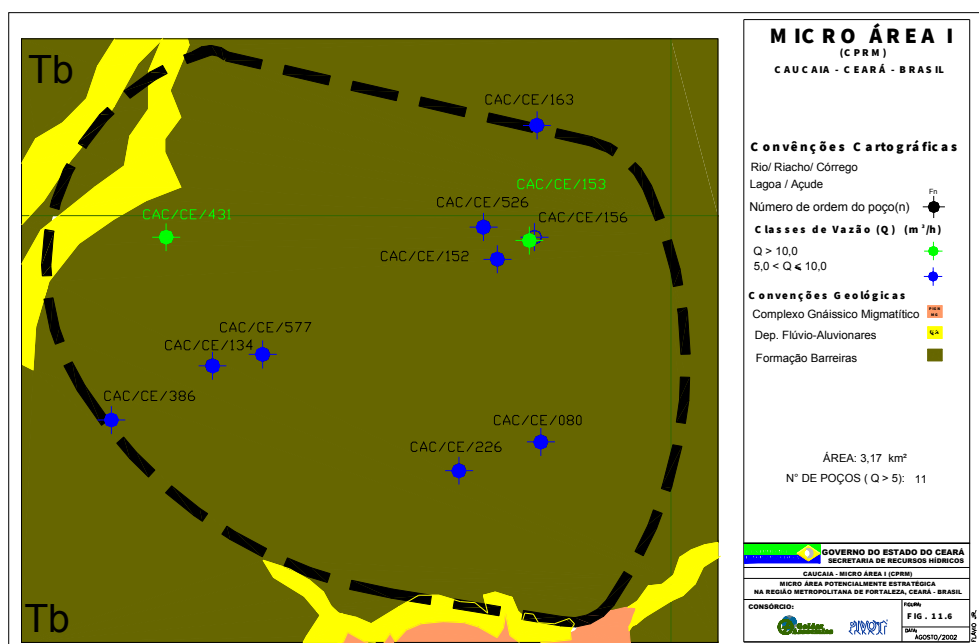 Tb
CAC/CE/163
CAC/CE/153
CAC/CE/431
CAC/CE/526
CAC/CE/156
CAC/CE/152
CAC/CE/577
CAC/CE/134
CAC/CE/386
CAC/CE/080
CAC/CE/226
Tb
MICRO ÁREA I
(CPRM)
CAUCAIA - CEARÁ - BRASIL
Convênções Cartográficas
Rio/ Riacho/ Córrego
Lagoa / Açude
Fn
Número de ordem do poço(n)
Classes de Vazão (Q) (m³/h)
Q > 10,0
5,0 < Q ≤ 10,0
Convenções Geológicas
Complexo Gnáissico Migmatítico
Dep. Flúvio-Aluvionares
Formação Barreiras
ÁREA: 3,17 km²
N° DE POÇOS ( Q > 5): 11
GOVERNO DO ESTADO DO CEARÁ
SECRETARIA DE RECURSOS HÍDRICOS
CAUCAIA - MICRO ÁREA I (CPRM)
MICRO ÁREA POTENCIALMENTE ESTRATÉGICA
NA REGIÃO METROPOLITANA DE FORTALEZA, CEARÁ - BRASIL
CONSÓRCIO:
FIGURA:
FIG. 11.6
DATA:
AGOSTO/2002